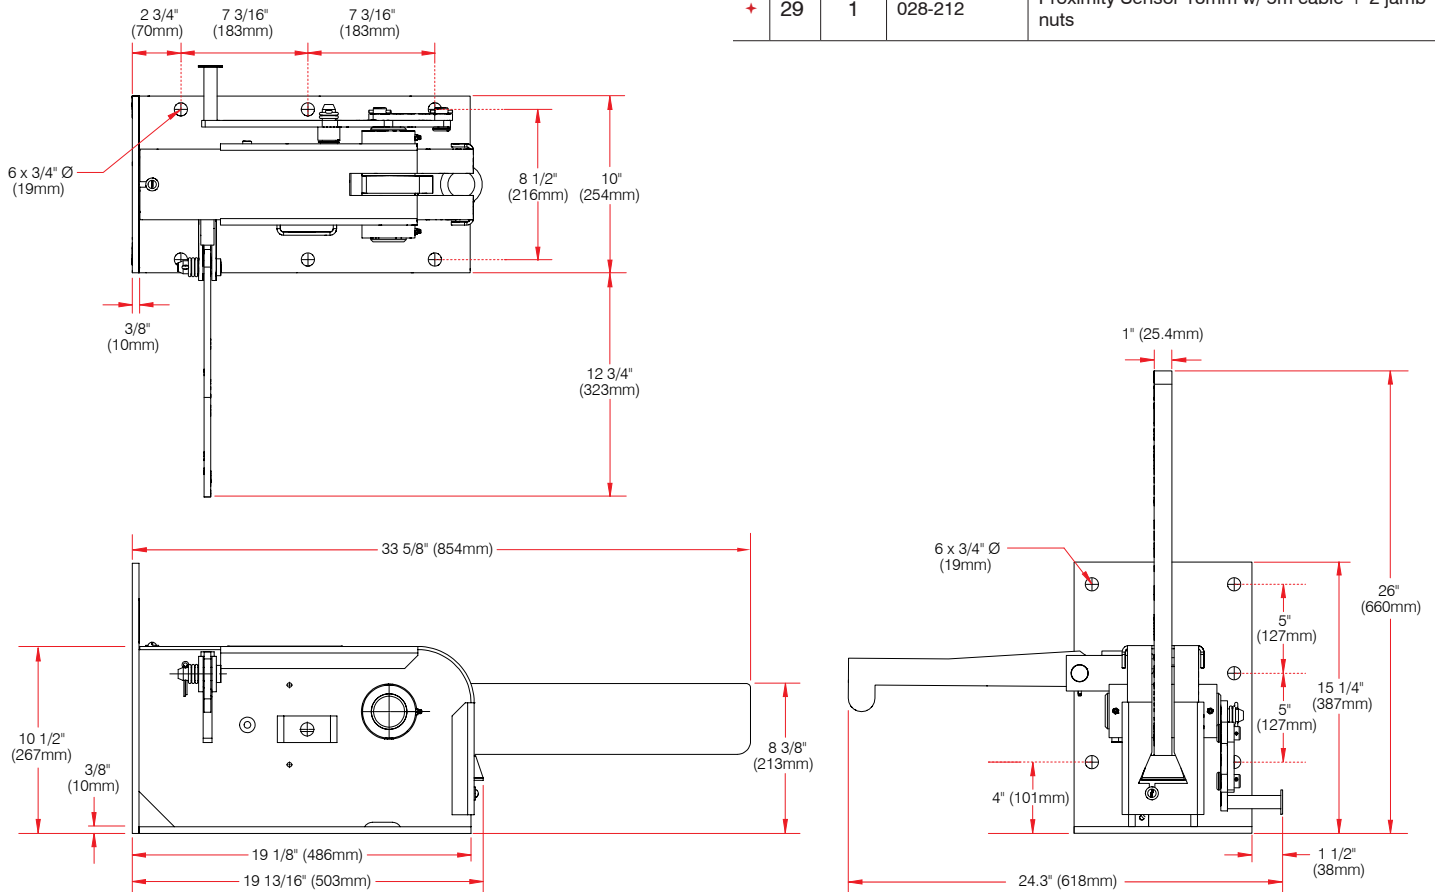 29 1 028-212
nuts
2 3/4"
(70mm)
7 3/16"
(183mm)
7 3/16"
(183mm)
6 x 3/4" Ø
(19mm)
8 1/2"
(216mm)
10"
(254mm)
3/8"
(10mm)
12 3/4"
(323mm)
33 5/8" (854mm)
10 1/2"
(267mm)
3/8"
(10mm)
8 3/8"
(213mm)
19 1/8" (486mm)
19 13/16" (503mm)
1" (25.4mm)
6 x 3/4" Ø
(19mm)
26"
(660mm)
5"
(127mm)
15 1/4"
(387mm)
5"
(127mm)
4" (101mm)
1 1/2"
(38mm)
24.3" (618mm)